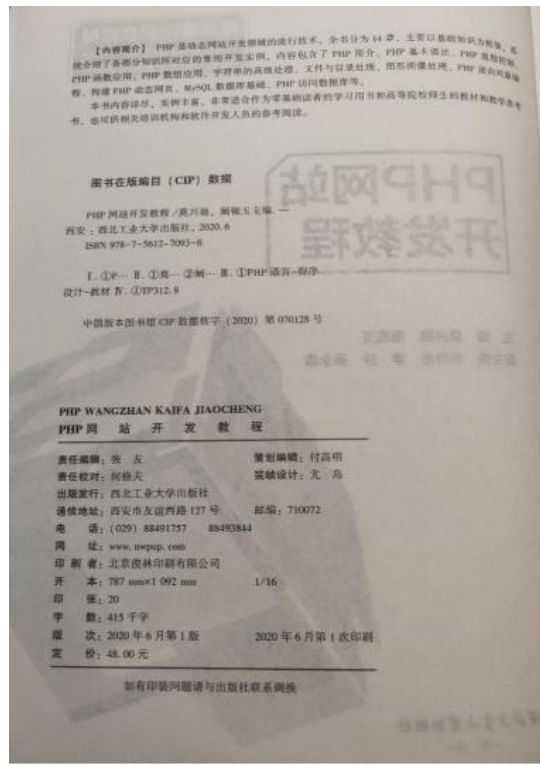 【内容简介】 PHP 是动态网站开发领域的流行技术。全书分为 14 章，主要以基础知识为框架，系
统介绍了各部分知识所对应的常用开发实例。内容包含了 PHP 简介、PHP 基本语法、PHP 流程控制、
PHP 函数应用、PHP 数组应用、字符串的高级处理、文件与目录处理、图形图像处理、PHP 面向对象编
程、构建 PHP 动态网页、MySQL 数据库基础、PHP 访问数据库等。
本书内容详尽，实例丰富，非常适合作为零基础读者的学习用书和高等院校师生的教材和教学参考
书，也可供相关培训机构和软件开发人员的参考阅读。
图书在版编目（CIP）数据
PHP 网站开发教程 /莫兴福，阚锦玉主编. —
西安：西北工业大学出版社，2020.6
ISBN 978-7-5612-7093-6
Ⅰ. ①P… Ⅱ. ①莫… ②阚… Ⅲ. ①PHP 语言-程序
设计-教材 Ⅳ. ①TP312.8
中国版本图书馆 CIP 数据核字（2020）第 070128 号
PHP WANGZHAN KAIFA JIAOCHENG
PHP 网 站 开 发 教 程
责任编辑：张 友 策划编辑：付高明
责任校对：何格夫 装帧设计：尤 岛
出版发行：西北工业大学出版社
通信地址：西安市友谊西路 127 号 邮编：710072
电 话：(029) 88491757 88493844
网 址：www.nwpup.com
印 刷 者：北京俊林印刷有限公司
开 本：787 mm×1 092 mm 1/16
印 张：20
字 数：415 千字
版 次：2020 年 6 月第 1 版 2020 年 6 月第 1 次印刷
定 价：48.00 元
如有印装问题请与出版社联系调换
PHP网站
开发教程